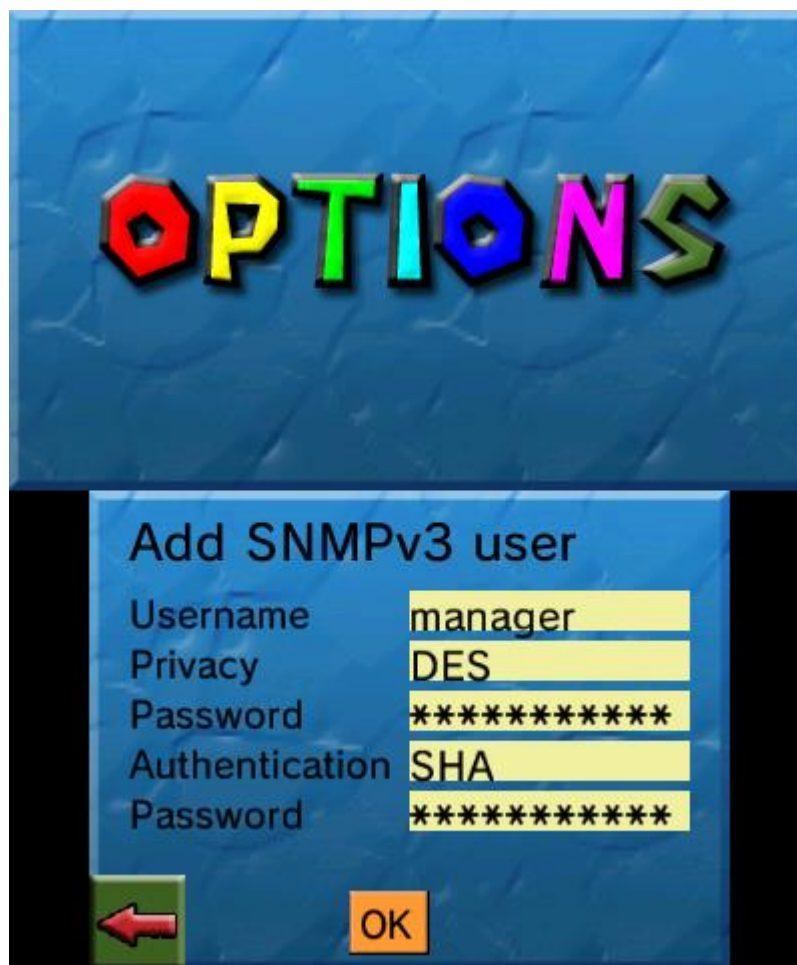 OPTIONS
Add SNMPv3 user
Username manager
Privacy DES
Password ***********
Authentication SHA
Password ***********
OK